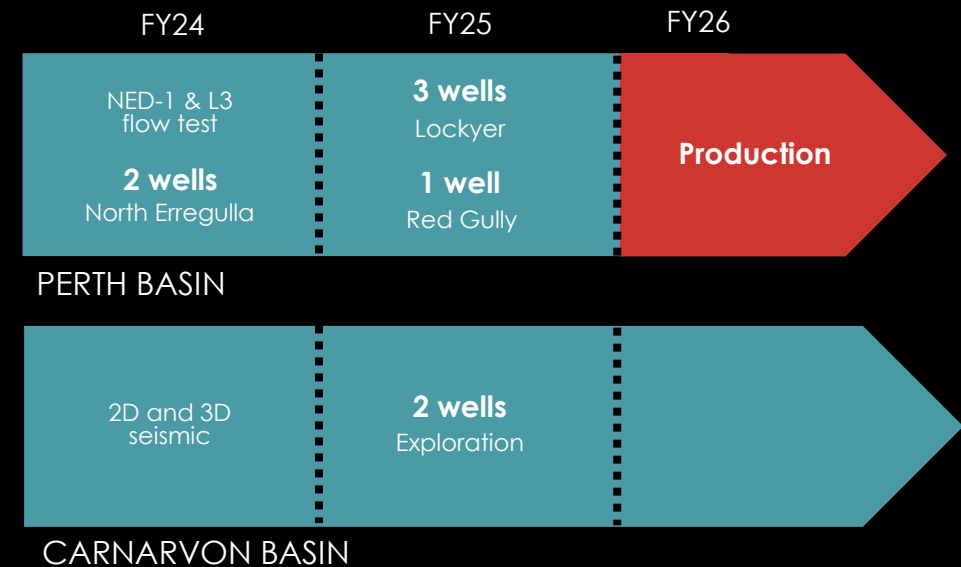 FY24
FY25
FY26
NED-1 & L3
flow test
2 wells
North Erregulla
3 wells
Lockyer
1 well
Red Gully
Production
PERTH BASIN
2D and 3D
seismic
2 wells
Exploration
CARNARVON BASIN